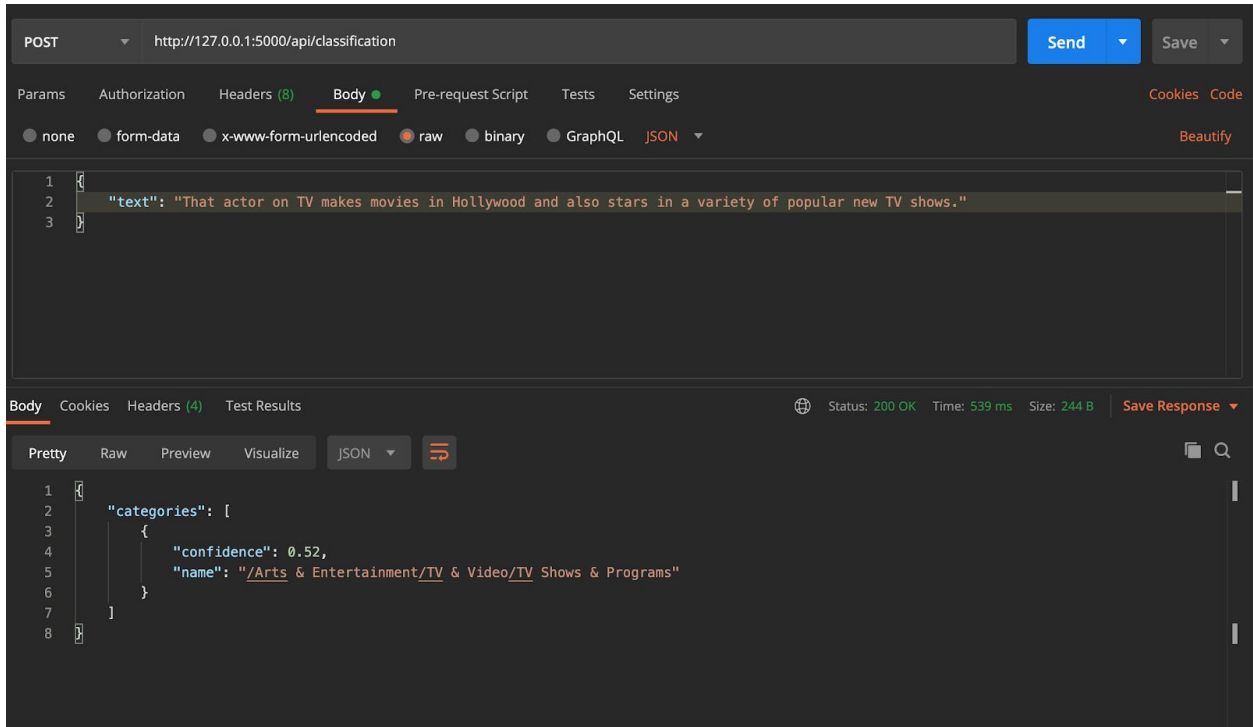 POST http://127.0.0.1:5000/api/classification Send Save
Params Authorization Headers (8) Body Pre-request Script Tests Settings Cookies Code
none form-data x-www-form-urlencoded raw binary GraphQL JSON Beautify
1 {
2 "text": "That actor on TV makes movies in Hollywood and also stars in a variety of popular new TV shows."
3 }
Body Cookies Headers (4) Test Results Status: 200 OK Time: 539 ms Size: 244 B Save Response
Pretty Raw Preview Visualize JSON
1 {
2 "categories": [
3 {
4 "confidence": 0.52,
5 "name": "/Arts & Entertainment/TV & Video/TV Shows & Programs"
6 }
7 ]
8 }